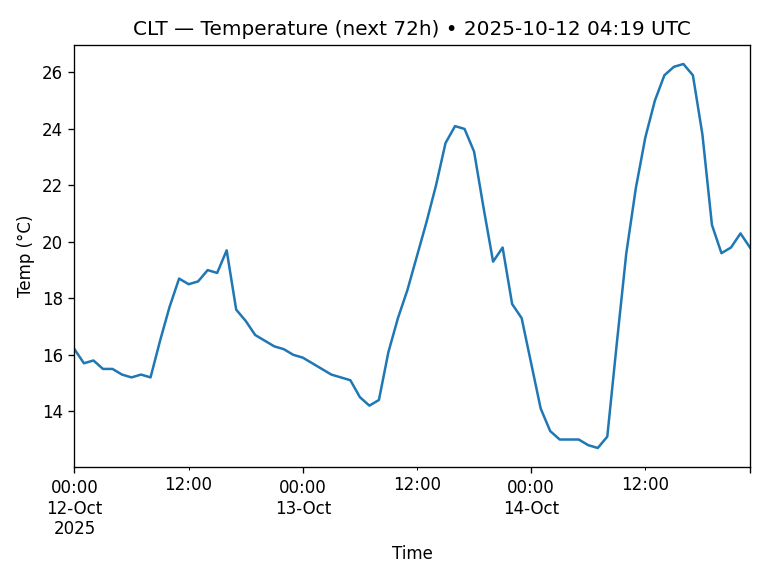 CLT — Temperature (next 72h) • 2025-10-12 04:19 UTC
26
24
22
20
18
16
14
Temp (°C)
00:00 12:00 00:00 12:00 00:00 12:00
12-Oct 13-Oct 14-Oct
2025
Time